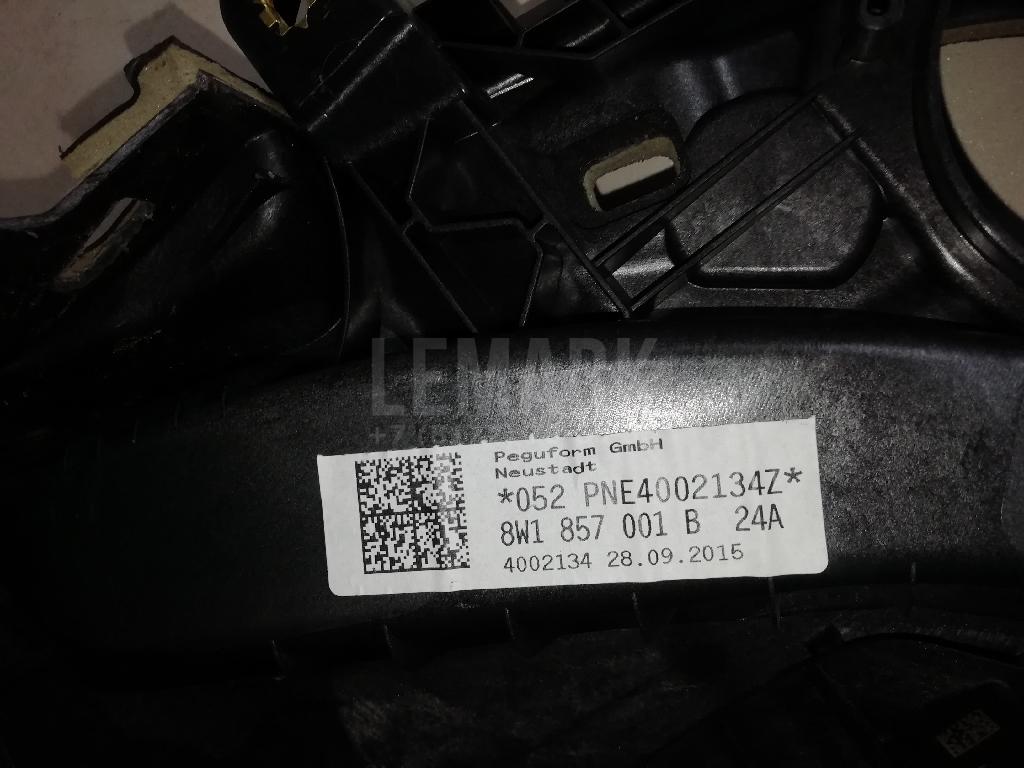 LEMARK
Peguform GmbH
Neustadt
*052 PNE4002134Z*
8W1 857 001 B 24A
4002134 28.09.2015